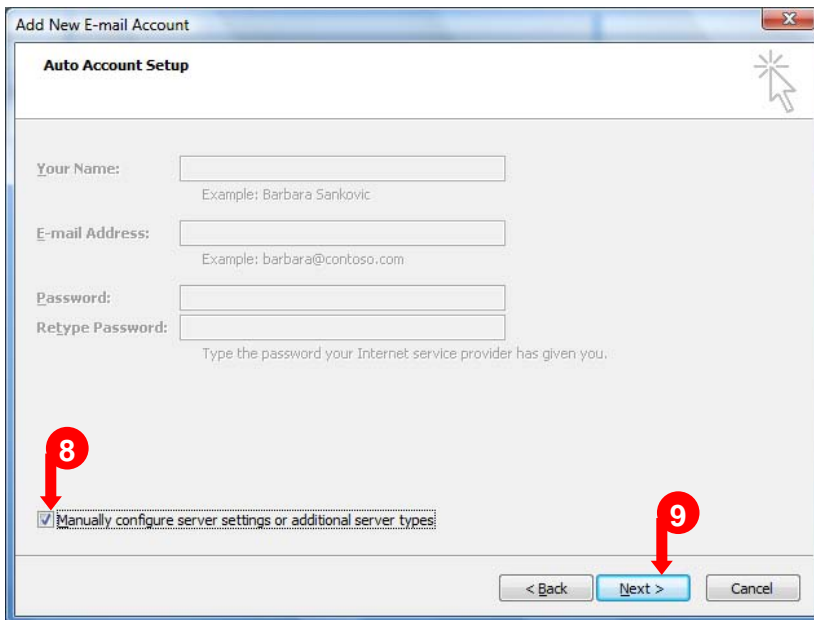 Add New E-mail Account
Auto Account Setup
Your Name:
Example: Barbara Sankovic
E-mail Address:
Example: barbara@contoso.com
Password:
Retype Password:
Type the password your Internet service provider has given you.
8
Manually configure server settings or additional server types
9
< Back Next > Cancel